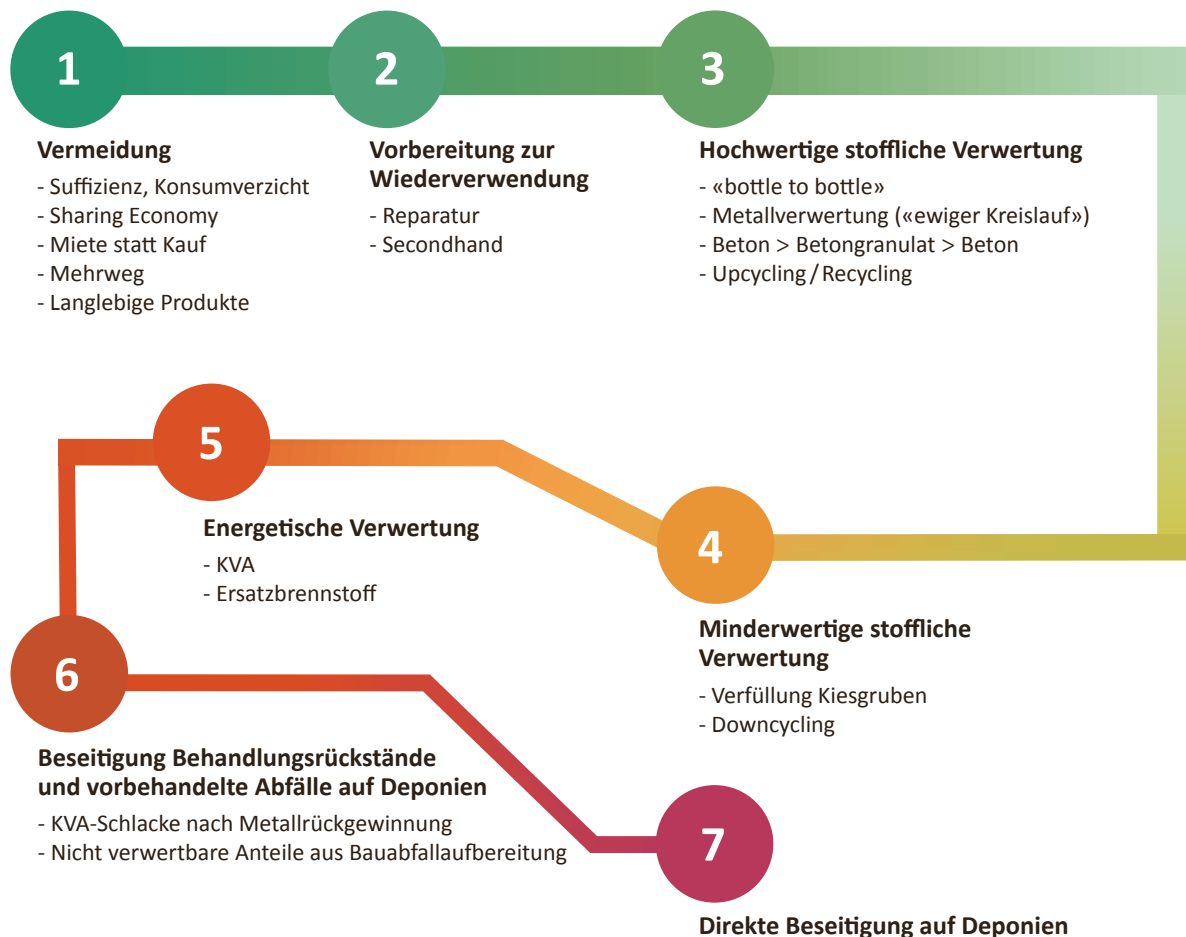 1
Vermeidung
- Suffizienz, Konsumverzicht
- Sharing Economy
- Miete statt Kauf
- Mehrweg
- Langlebige Produkte
2
Vorbereitung zur
Wiederverwendung
- Reparatur
- Secondhand
3
Hochwertige stoffliche Verwertung
- «bottle to bottle»
- Metallverwertung («ewiger Kreislauf»)
- Beton > Betongranulat > Beton
- Upcycling / Recycling
4
Minderwertige stoffliche
Verwertung
- Verfüllung Kiesgruben
- Downcycling
5
Energetische Verwertung
- KVA
- Ersatzbrennstoff
6
Beseitigung Behandlungsrückstände
und vorbehandelte Abfälle auf Deponien
- KVA-Schlacke nach Metallrückgewinnung
- Nicht verwertbare Anteile aus Bauabfallaufbereitung
7
Direkte Beseitigung auf Deponien